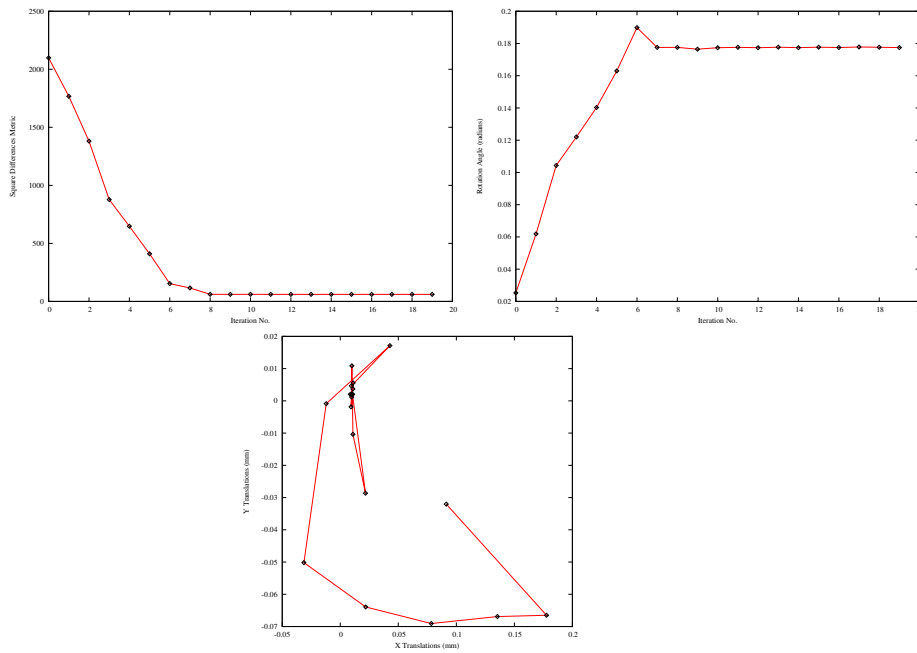 2500
2000
1500
1000
500
0
Square Differences Metric
0 2 4 6 8 10 12 14 16 18 20
Iteration No.
0.2
0.18
0.16
0.14
0.12
0.1
0.08
0.06
0.04
0.02
Rotation Angle (radians)
0 2 4 6 8 10 12 14 16 18
Iteration No.
0.02
0.01
0
-0.01
-0.02
-0.03
-0.04
-0.05
-0.06
-0.07
Y Translations (mm)
-0.05 0 0.05 0.1 0.15 0.2
X Translations (mm)